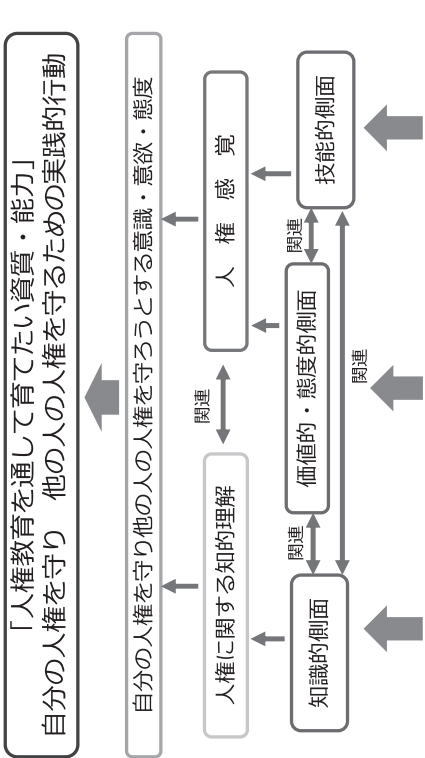 「人権教育を通して育てたい資質・能力」
自分の人権を守り 他の人の人権を守るための実践的行動
自分の人権を守り他の人の人権を守ろうとする意識・意欲・態度
人権に関する知的理解
関連
人権感覚
知識的側面
関連
価値的・態度的側面
関連
技能的側面
関連